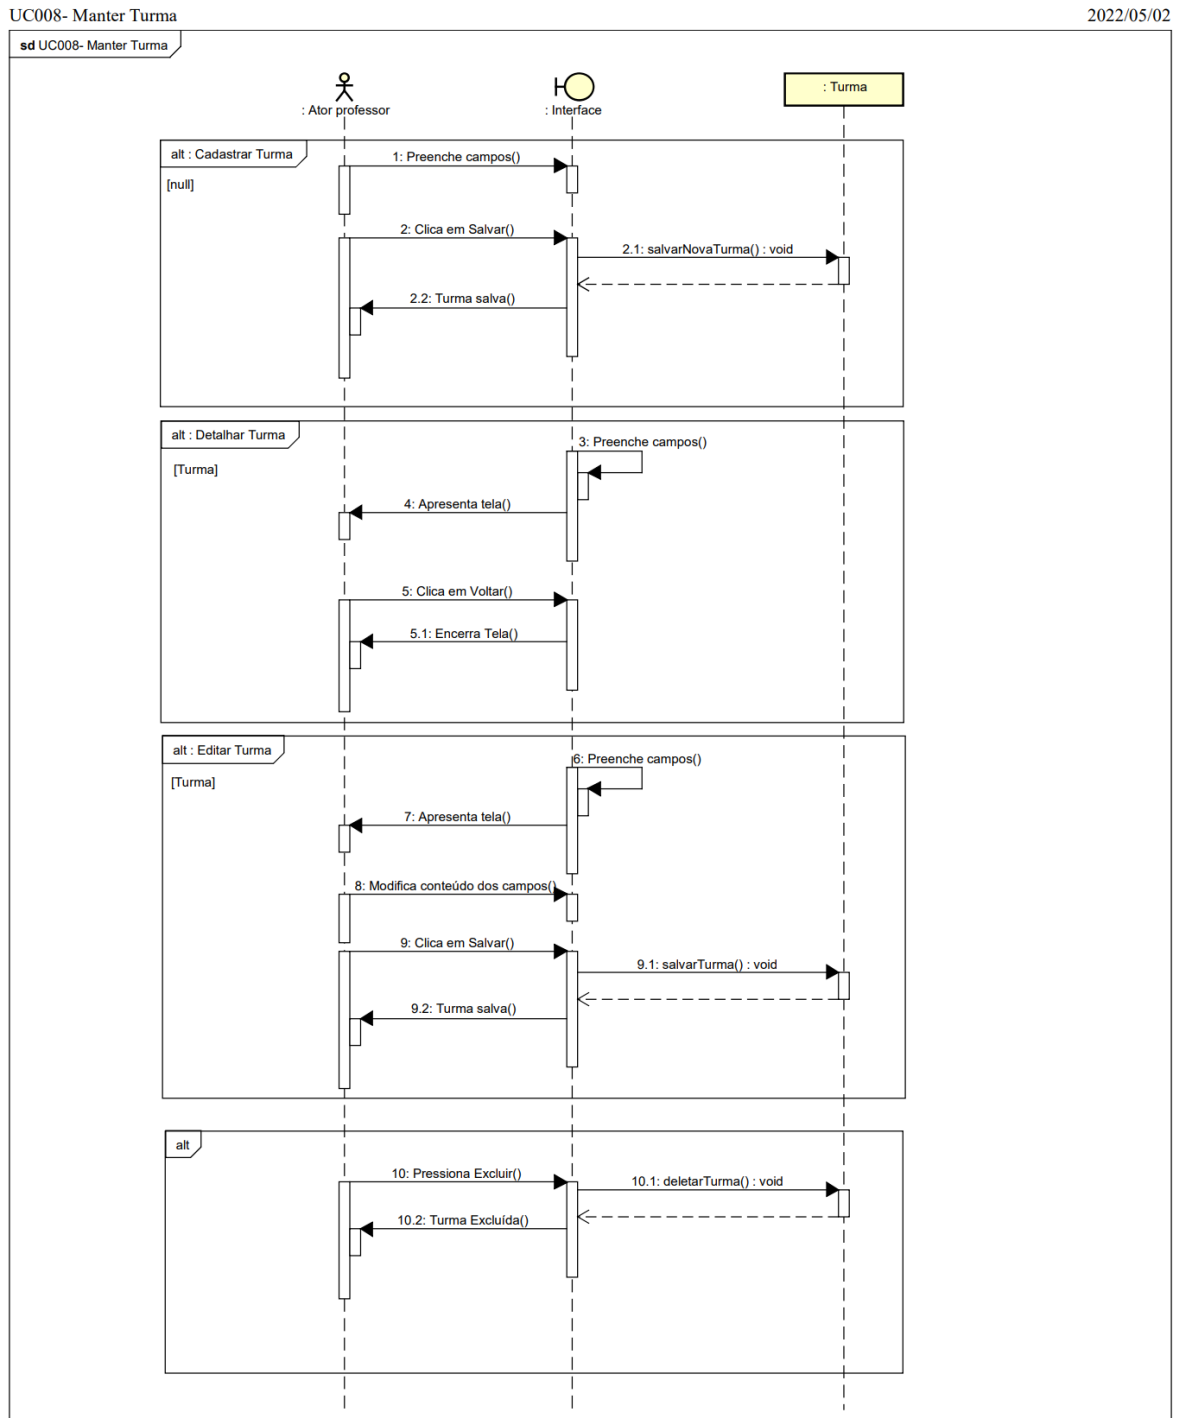 UC008- Manter Turma
2022/05/02
sd UC008- Manter Turma
: Ator professor
: Interface
: Turma
alt : Cadastrar Turma
[null]
1: Preenche campos()
2: Clica em Salvar()
2.1: salvarNovaTurma() : void
2.2: Turma salva()
alt : Detalhar Turma
[Turma]
3: Preenche campos()
4: Apresenta tela()
5: Clica em Voltar()
5.1: Encerra Tela()
alt : Editar Turma
[Turma]
6: Preenche campos()
7: Apresenta tela()
8: Modifica conteúdo dos campos()
9: Clica em Salvar()
9.1: salvarTurma() : void
9.2: Turma salva()
alt
10: Pressiona Excluir()
10.1: deletarTurma() : void
10.2: Turma Excluída()